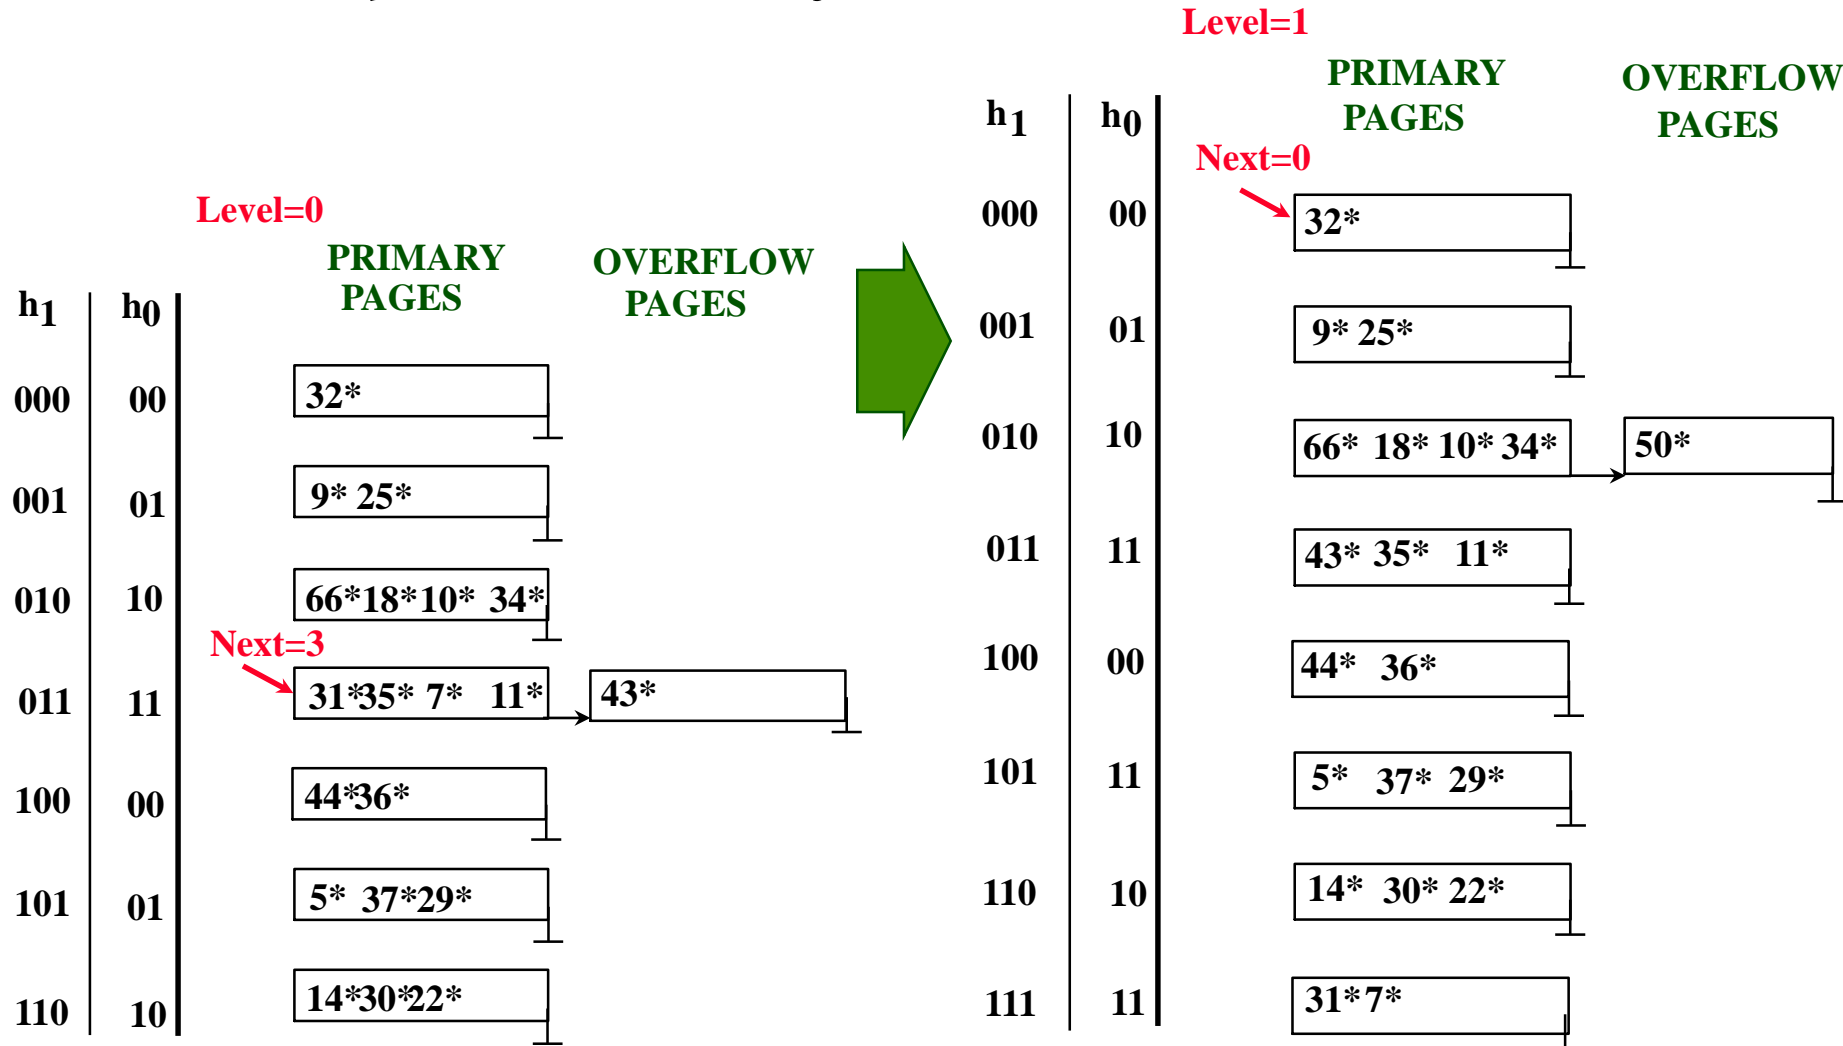 Level=0
PRIMARY OVERFLOW
PAGES PAGES
h1 h0
000 00 32*
001 01 9* 25*
010 10 66*18*10* 34*
Next=3
011 11 31*35* 7* 11* 43*
100 00 44*36*
101 01 5* 37*29*
110 10 14*30*22*
Level=1
PRIMARY OVERFLOW
PAGES PAGES
h1 h0
Next=0
000 00 32*
001 01 9* 25*
010 10 66* 18* 10* 34* 50*
011 11 43* 35* 11*
100 00 44* 36*
101 11 5* 37* 29*
110 10 14* 30* 22*
111 11 31*7*